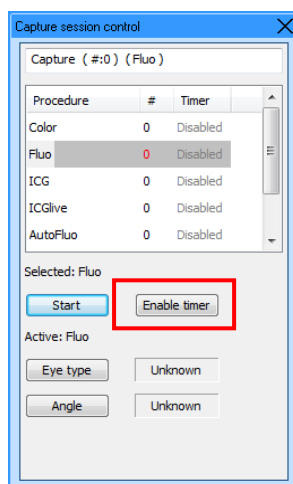 Capture session control
Capture ( #:0 ) ( Fluo )
Procedure # Timer
Color 0 Disabled
Fluo 0 Disabled
ICG 0 Disabled
ICGlive 0 Disabled
AutoFluo 0 Disabled
Selected: Fluo
Start Enable timer
Active: Fluo
Eye type Unknown
Angle Unknown